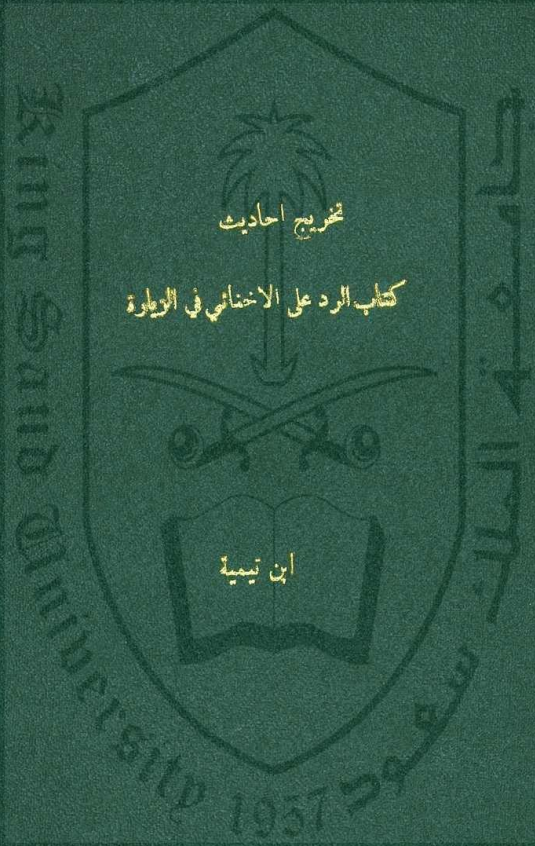 تخريج احاديث
كتاب الرد على الاخنائي في الزيارة
ابن تيمية
King Saud University 1957
جامعة الملك سعود